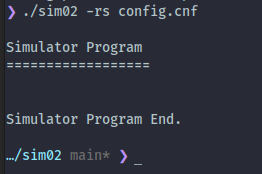 ❯ ./sim02 -rs config.cnf
Simulator Program
==================
Simulator Program End.
…/sim02 main* ❯ _